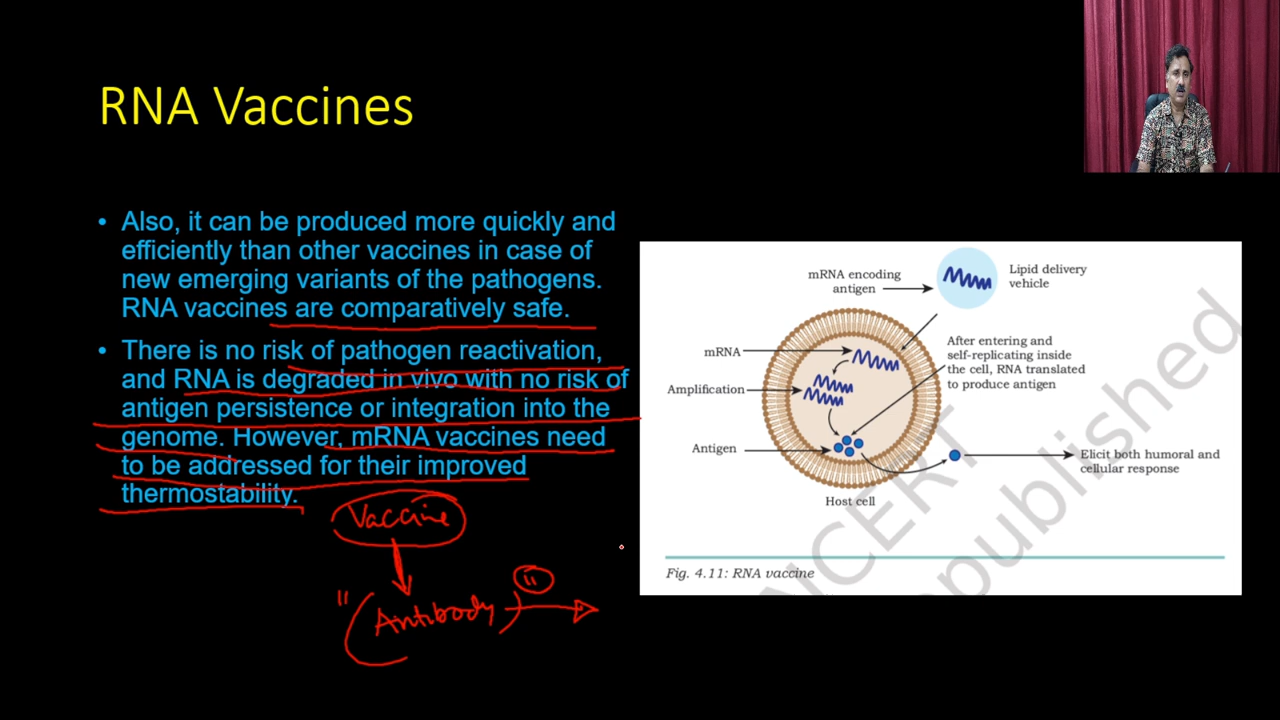 RNA Vaccines
• Also, it can be produced more quickly and
efficiently than other vaccines in case of
new emerging variants of the pathogens.
RNA vaccines are comparatively safe.
• There is no risk of pathogen reactivation,
and RNA is degraded in vivo with no risk of
antigen persistence or integration into the
genome. However, mRNA vaccines need
to be addressed for their improved
thermostability.
Vaccine
"(Antibody)"
mRNA encoding
antigen
Lipid delivery
vehicle
mRNA
Amplification
Antigen
After entering and
self-replicating inside
the cell, RNA translated
to produce antigen
Elicit both humoral and
cellular response
Host cell
Fig. 4.11: RNA vaccine
NCERT
republished